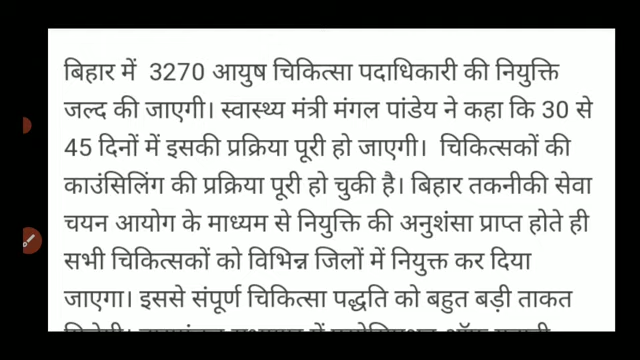 बिहार में 3270 आयुष चिकित्सा पदाधिकारी की नियुक्ति
जल्द की जाएगी। स्वास्थ्य मंत्री मंगल पांडेय ने कहा कि 30 से
45 दिनों में इसकी प्रक्रिया पूरी हो जाएगी। चिकित्सकों की
काउंसिलिंग की प्रक्रिया पूरी हो चुकी है। बिहार तकनीकी सेवा
चयन आयोग के माध्यम से नियुक्ति की अनुशंसा प्राप्त होते ही
सभी चिकित्सकों को विभिन्न जिलों में नियुक्त कर दिया
जाएगा। इससे संपूर्ण चिकित्सा पद्धति को बहुत बड़ी ताकत